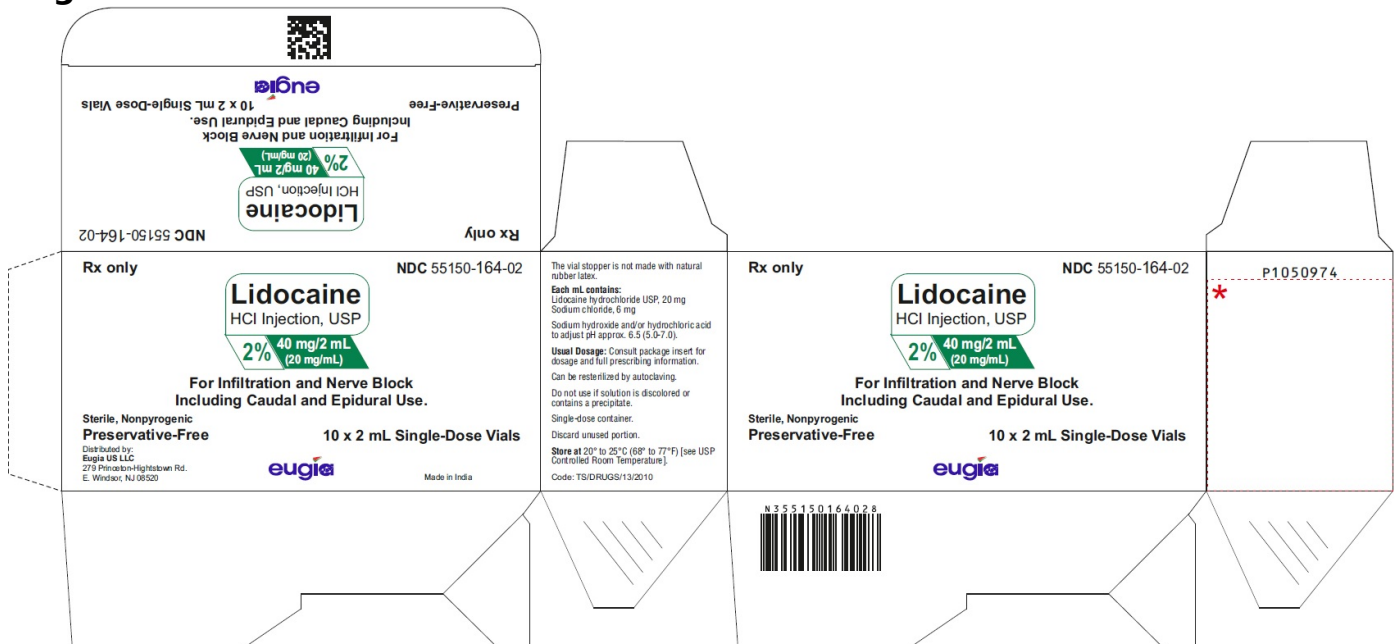 eugia
Preservative-Free 10 x 2 mL Single-Dose Vials
Including Caudal and Epidural Use.
For Infiltration and Nerve Block
2% 40 mg/2 mL
(20 mg/mL)
HCl Injection, USP
Lidocaine
Rx only NDC 55150-164-02
Rx only NDC 55150-164-02
Lidocaine
HCl Injection, USP
2% 40 mg/2 mL
(20 mg/mL)
For Infiltration and Nerve Block
Including Caudal and Epidural Use.
Sterile, Nonpyrogenic
Preservative-Free 10 x 2 mL Single-Dose Vials
Distributed by:
Eugia US LLC
279 Princeton-Hightstown Rd.
E. Windsor, NJ 08520
eugia
Made in India
The vial stopper is not made with natural
rubber latex.
Each mL contains:
Lidocaine hydrochloride USP, 20 mg
Sodium chloride, 6 mg
Sodium hydroxide and/or hydrochloric acid
to adjust pH approx. 6.5 (5.0-7.0).
Usual Dosage: Consult package insert for
dosage and full prescribing information.
Can be resterilized by autoclaving.
Do not use if solution is discolored or
contains a precipitate.
Single-dose container.
Discard unused portion.
Store at 20° to 25°C (68° to 77°F) [see USP
Controlled Room Temperature].
Code: TS/DRUGS/13/2010
Rx only NDC 55150-164-02
Lidocaine
HCl Injection, USP
2% 40 mg/2 mL
(20 mg/mL)
For Infiltration and Nerve Block
Including Caudal and Epidural Use.
Sterile, Nonpyrogenic
Preservative-Free 10 x 2 mL Single-Dose Vials
eugia
P1050974
*
N355150164028